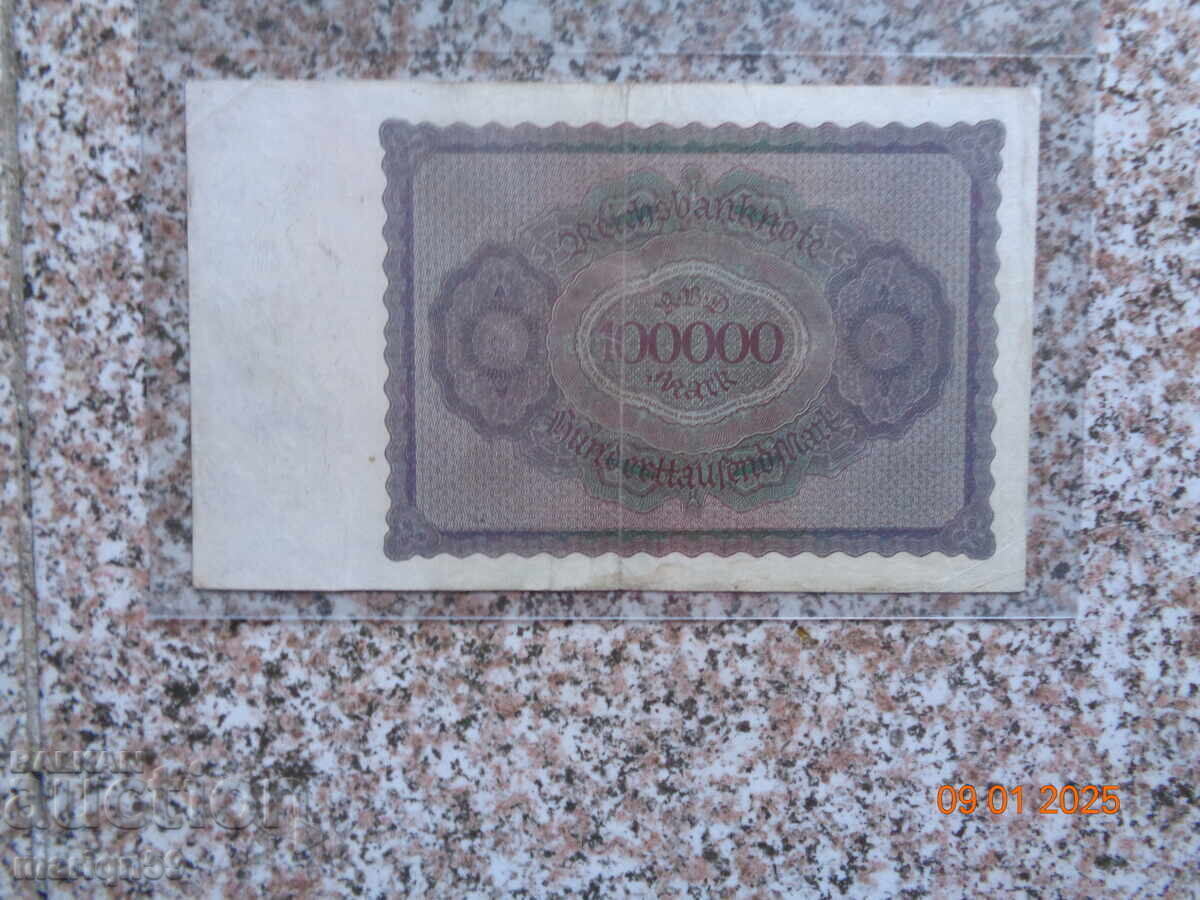 Reichsbanknote
100000
Mark
Hunderttausend Mark
09 01 2025
BALKAN
auction